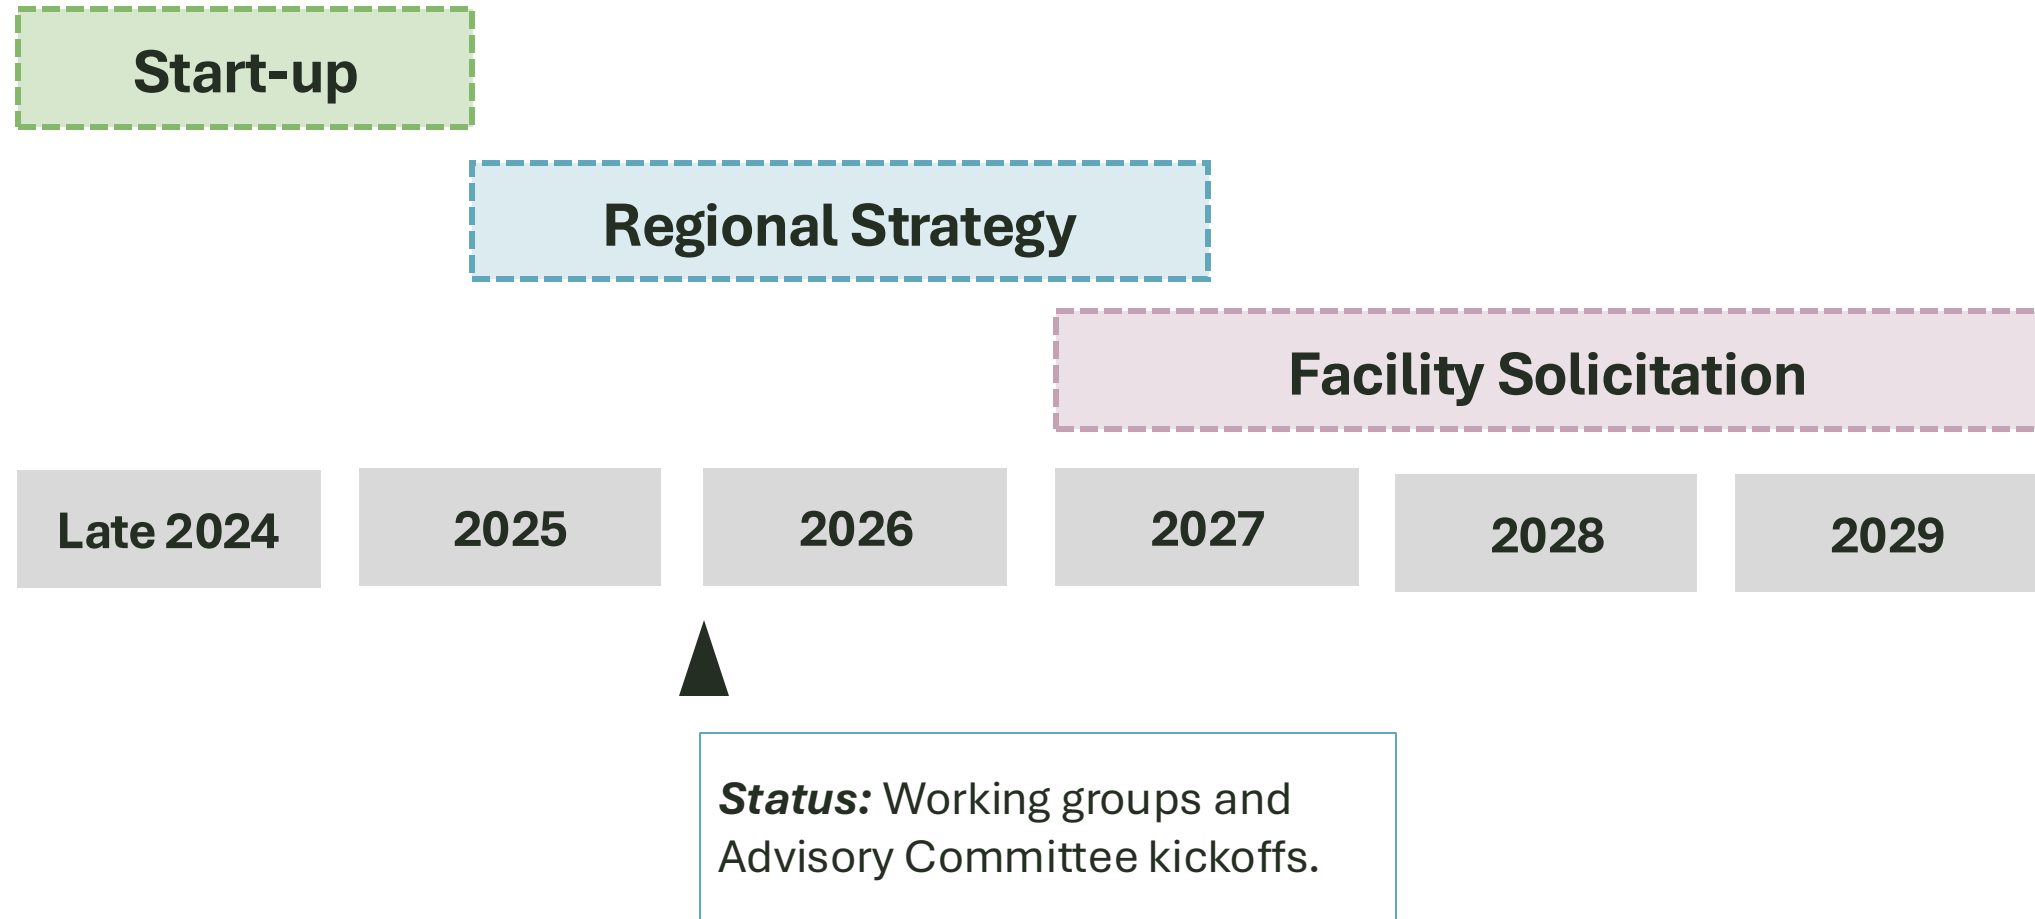 Start-up
Regional Strategy
Facility Solicitation
Late 2024
2025
2026
2027
2028
2029
Status: Working groups and
Advisory Committee kickoffs.